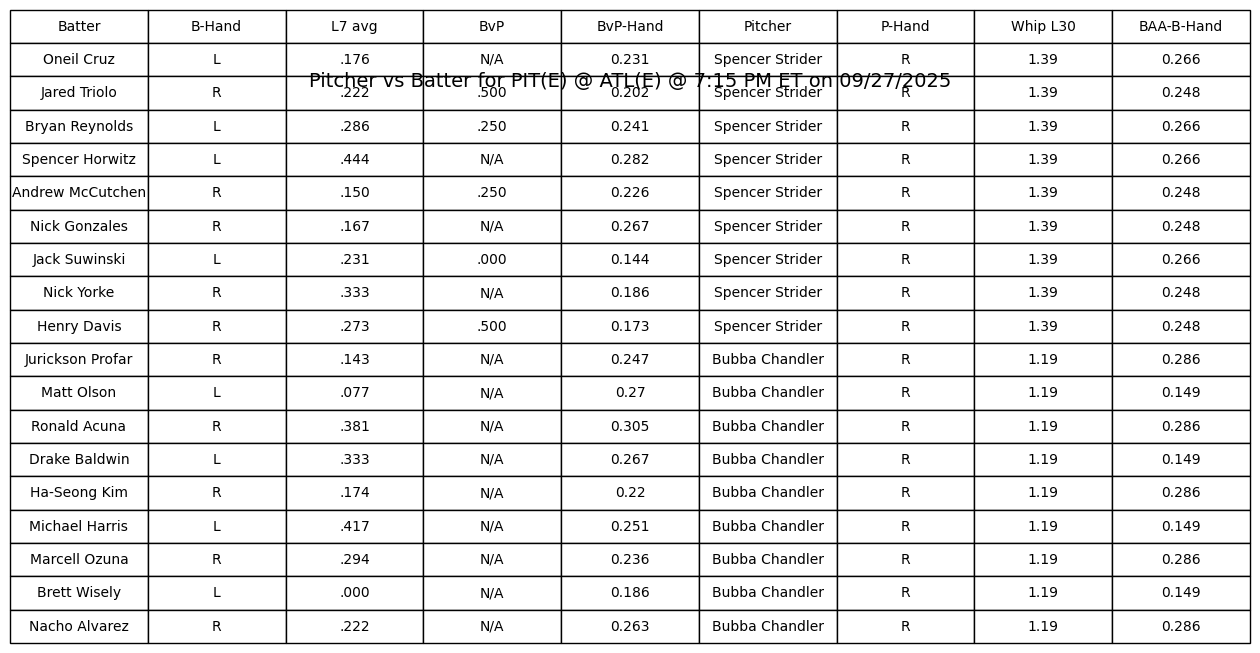 Batter B-Hand L7 avg BvP BvP-Hand Pitcher P-Hand Whip L30 BAA-B-Hand
Oneil Cruz L .176 N/A 0.231 Spencer Strider R 1.39 0.266
Pitcher vs Batter for PIT(E) @ ATL(E) @ 7:15 PM ET on 09/27/2025
Jared Triolo R .222 .500 0.202 Spencer Strider R 1.39 0.248
Bryan Reynolds L .286 .250 0.241 Spencer Strider R 1.39 0.266
Spencer Horwitz L .444 N/A 0.282 Spencer Strider R 1.39 0.266
Andrew McCutchen R .150 .250 0.226 Spencer Strider R 1.39 0.248
Nick Gonzales R .167 N/A 0.267 Spencer Strider R 1.39 0.248
Jack Suwinski L .231 .000 0.144 Spencer Strider R 1.39 0.266
Nick Yorke R .333 N/A 0.186 Spencer Strider R 1.39 0.248
Henry Davis R .273 .500 0.173 Spencer Strider R 1.39 0.248
Jurickson Profar R .143 N/A 0.247 Bubba Chandler R 1.19 0.286
Matt Olson L .077 N/A 0.27 Bubba Chandler R 1.19 0.149
Ronald Acuna R .381 N/A 0.305 Bubba Chandler R 1.19 0.286
Drake Baldwin L .333 N/A 0.267 Bubba Chandler R 1.19 0.149
Ha-Seong Kim R .174 N/A 0.22 Bubba Chandler R 1.19 0.286
Michael Harris L .417 N/A 0.251 Bubba Chandler R 1.19 0.149
Marcell Ozuna R .294 N/A 0.236 Bubba Chandler R 1.19 0.286
Brett Wisely L .000 N/A 0.186 Bubba Chandler R 1.19 0.149
Nacho Alvarez R .222 N/A 0.263 Bubba Chandler R 1.19 0.286